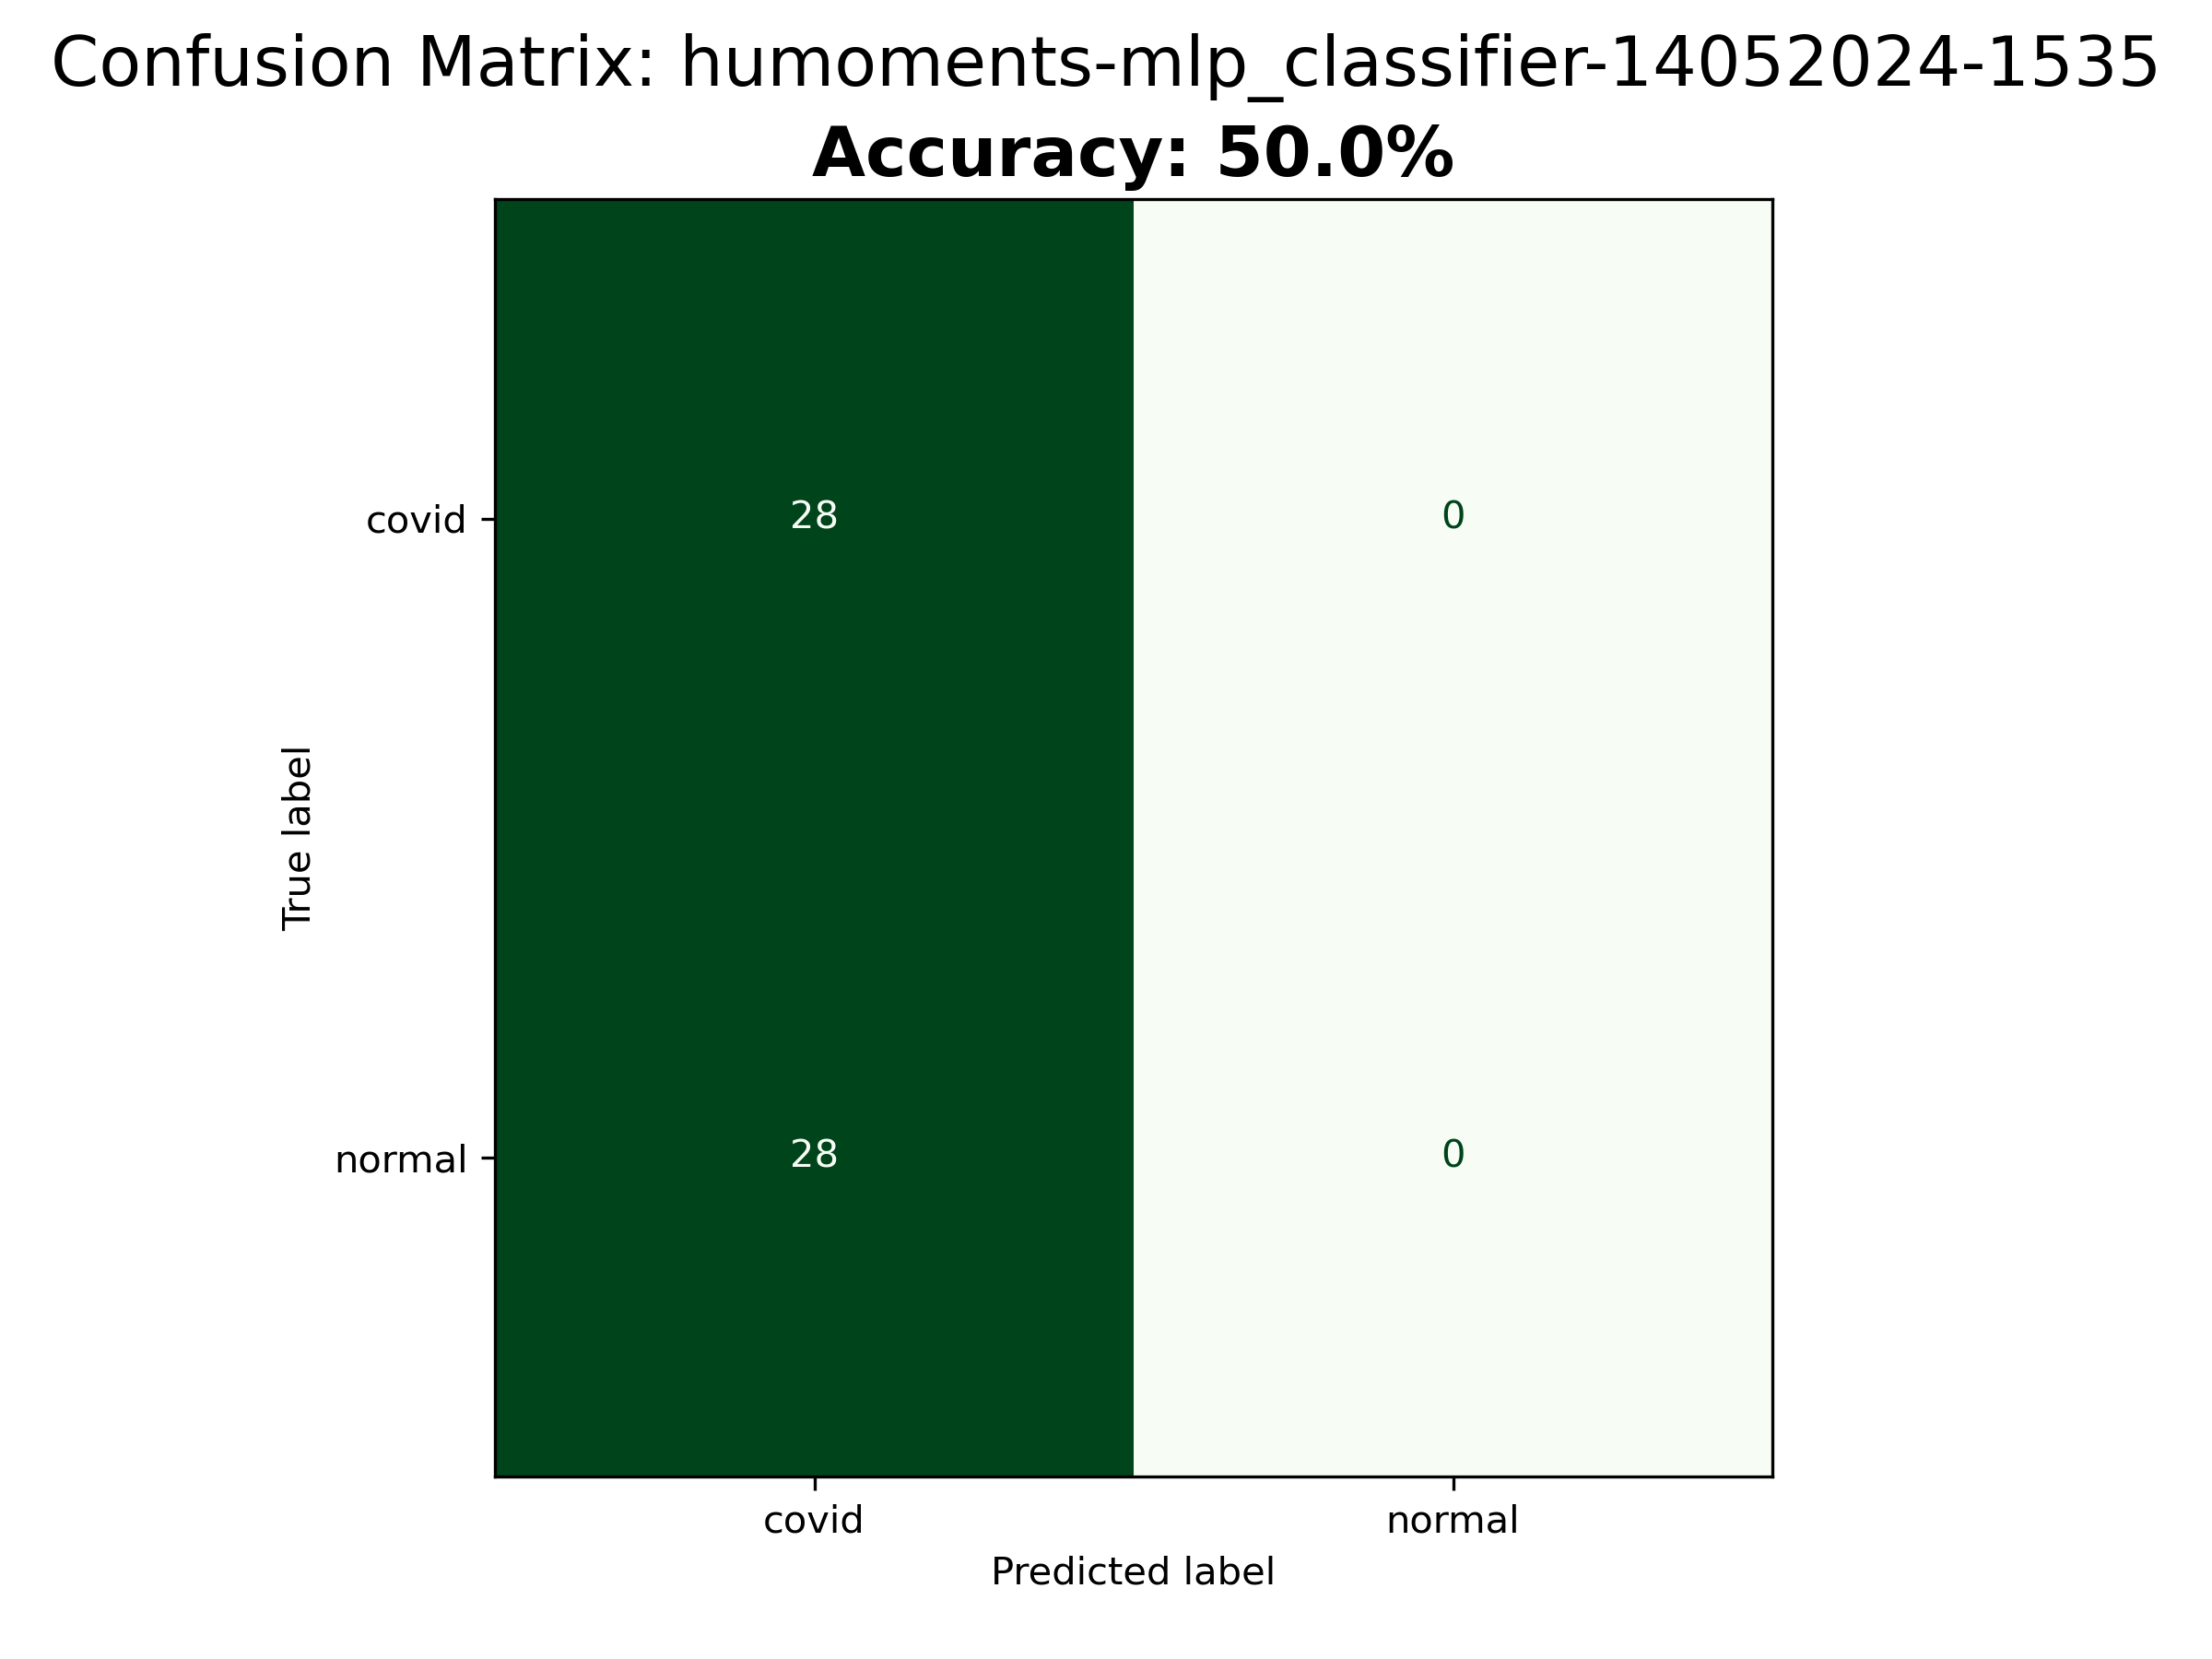 Confusion Matrix: humoments-mlp_classifier-14052024-1535
Accuracy: 50.0%
covid
28
0
True label
normal
28
0
covid
normal
Predicted label